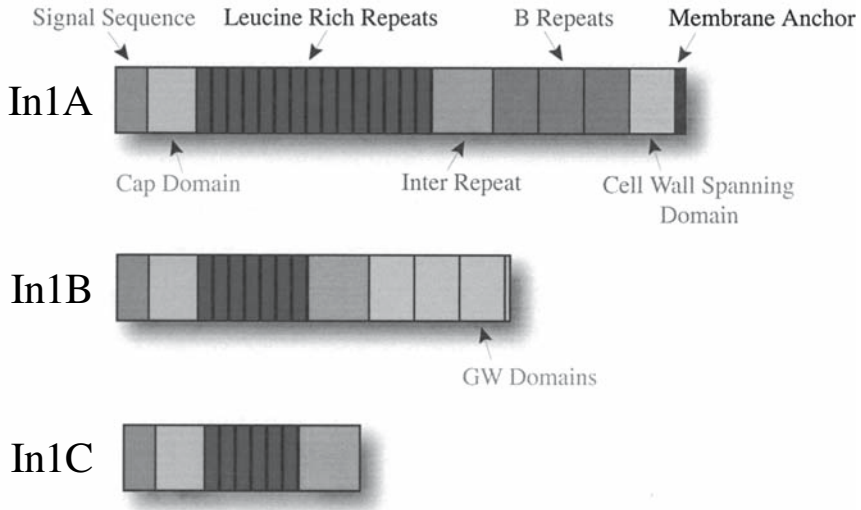 Signal Sequence
Leucine Rich Repeats
B Repeats
Membrane Anchor
In1A
Cap Domain
Inter Repeat
Cell Wall Spanning
Domain
In1B
GW Domains
In1C